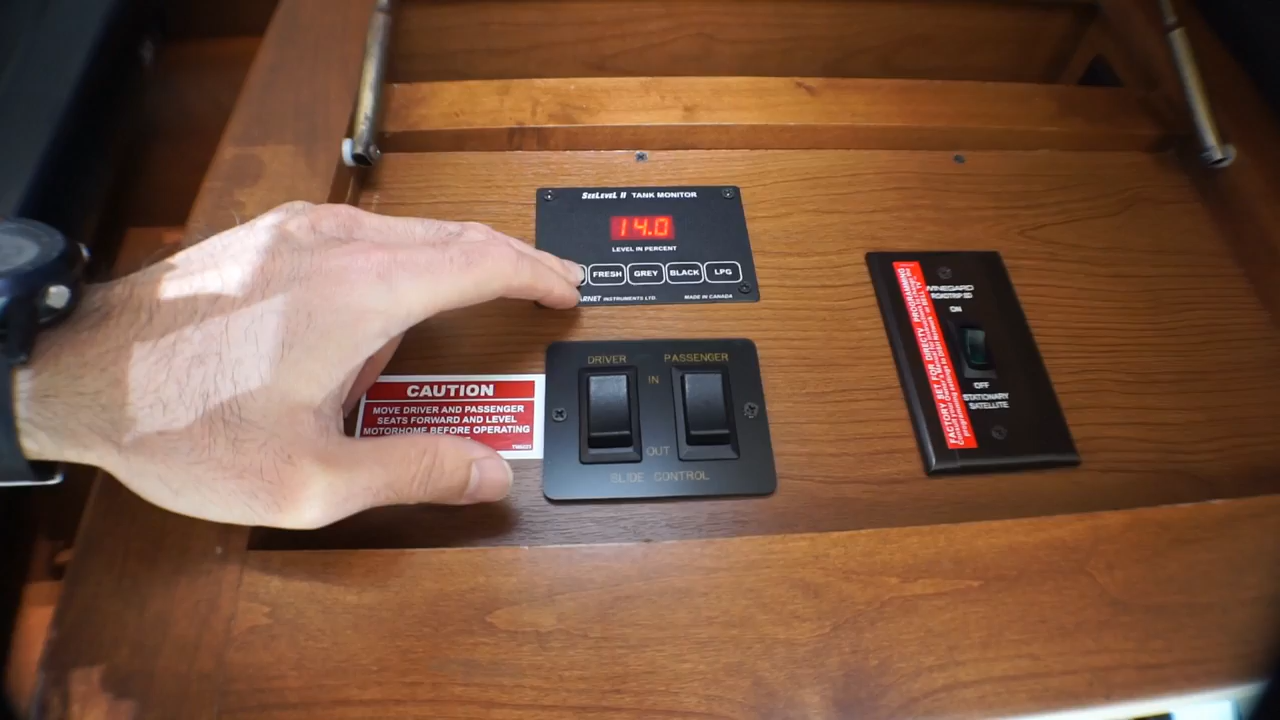 SEELEVEL II TANK MONITOR
14.0
LEVEL IN PERCENT
FRESH GREY BLACK LPG
ARNET INSTRUMENTS LTD. MADE IN CANADA
CAUTION
MOVE DRIVER AND PASSENGER
SEATS FORWARD AND LEVEL
MOTORHOME BEFORE OPERATING
DRIVER PASSENGER
IN
OUT
SLIDE CONTROL
FACTORY SET FOR DIRECTV PROGRAMMING
WINEGARD
ON
OFF
STATIONARY
SATELLITE